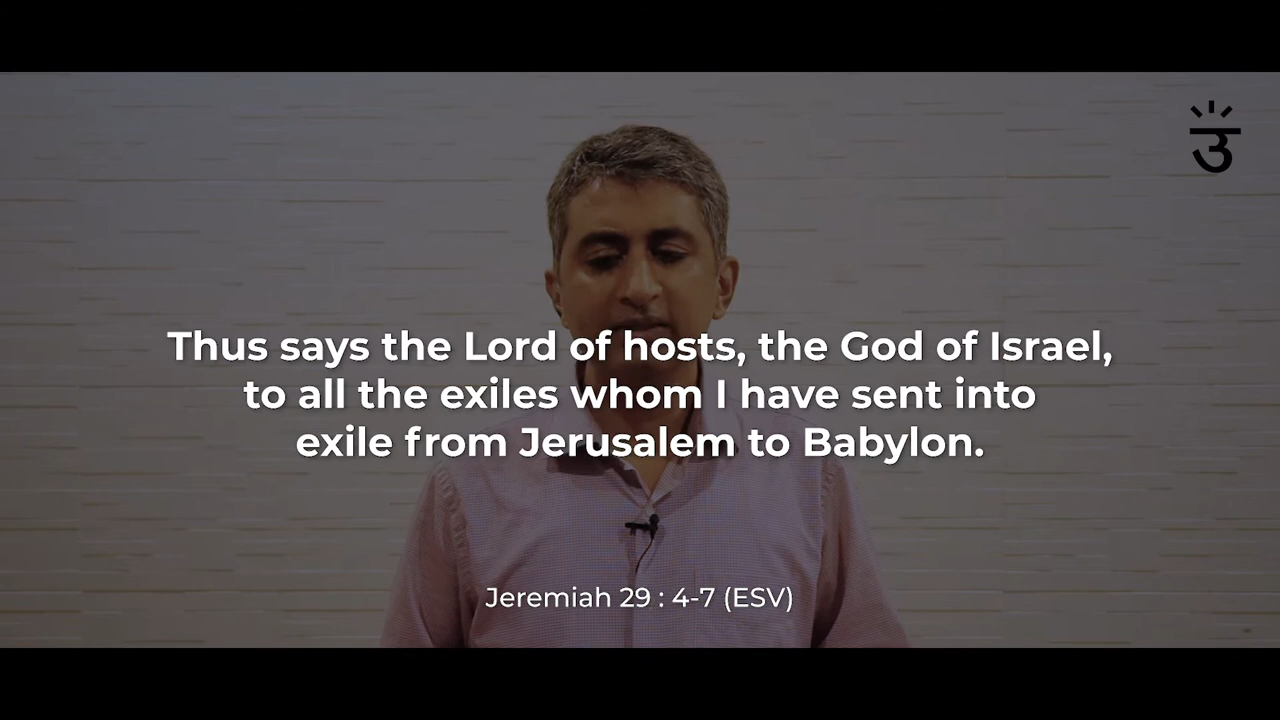 उ
Thus says the Lord of hosts, the God of Israel,
to all the exiles whom I have sent into
exile from Jerusalem to Babylon.
Jeremiah 29 : 4-7 (ESV)